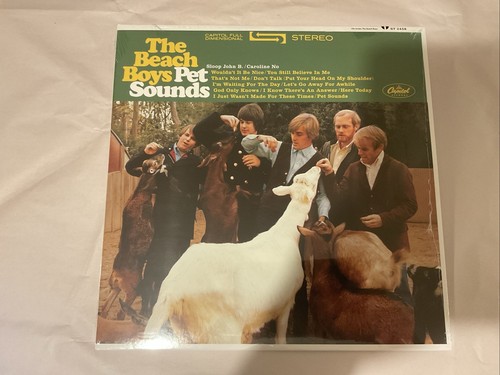 The
Beach
Boys Pet
Sounds
CAPITOL FULL
DIMENSIONAL
STEREO
Sloop John B./Caroline No
Wouldn't It Be Nice/You Still Believe In Me
That's Not Me/Don't Talk (Put Your Head On My Shoulder)
I'm Waiting For The Day/Let's Go Away For Awhile
God Only Knows/I Know There's An Answer/Here Today
I Just Wasn't Made For These Times/Pet Sounds
Capitol